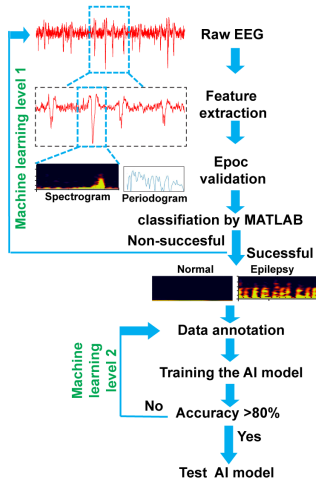 Raw EEG
Machine learning level 1
Feature
extraction
Epoc
validation
Spectrogram
Periodogram
classifiation by MATLAB
Non-succesful
Sucessful
Normal
Epilepsy
Data annotation
Machine
learning
level 2
Training the AI model
No
Accuracy >80%
Yes
Test AI model